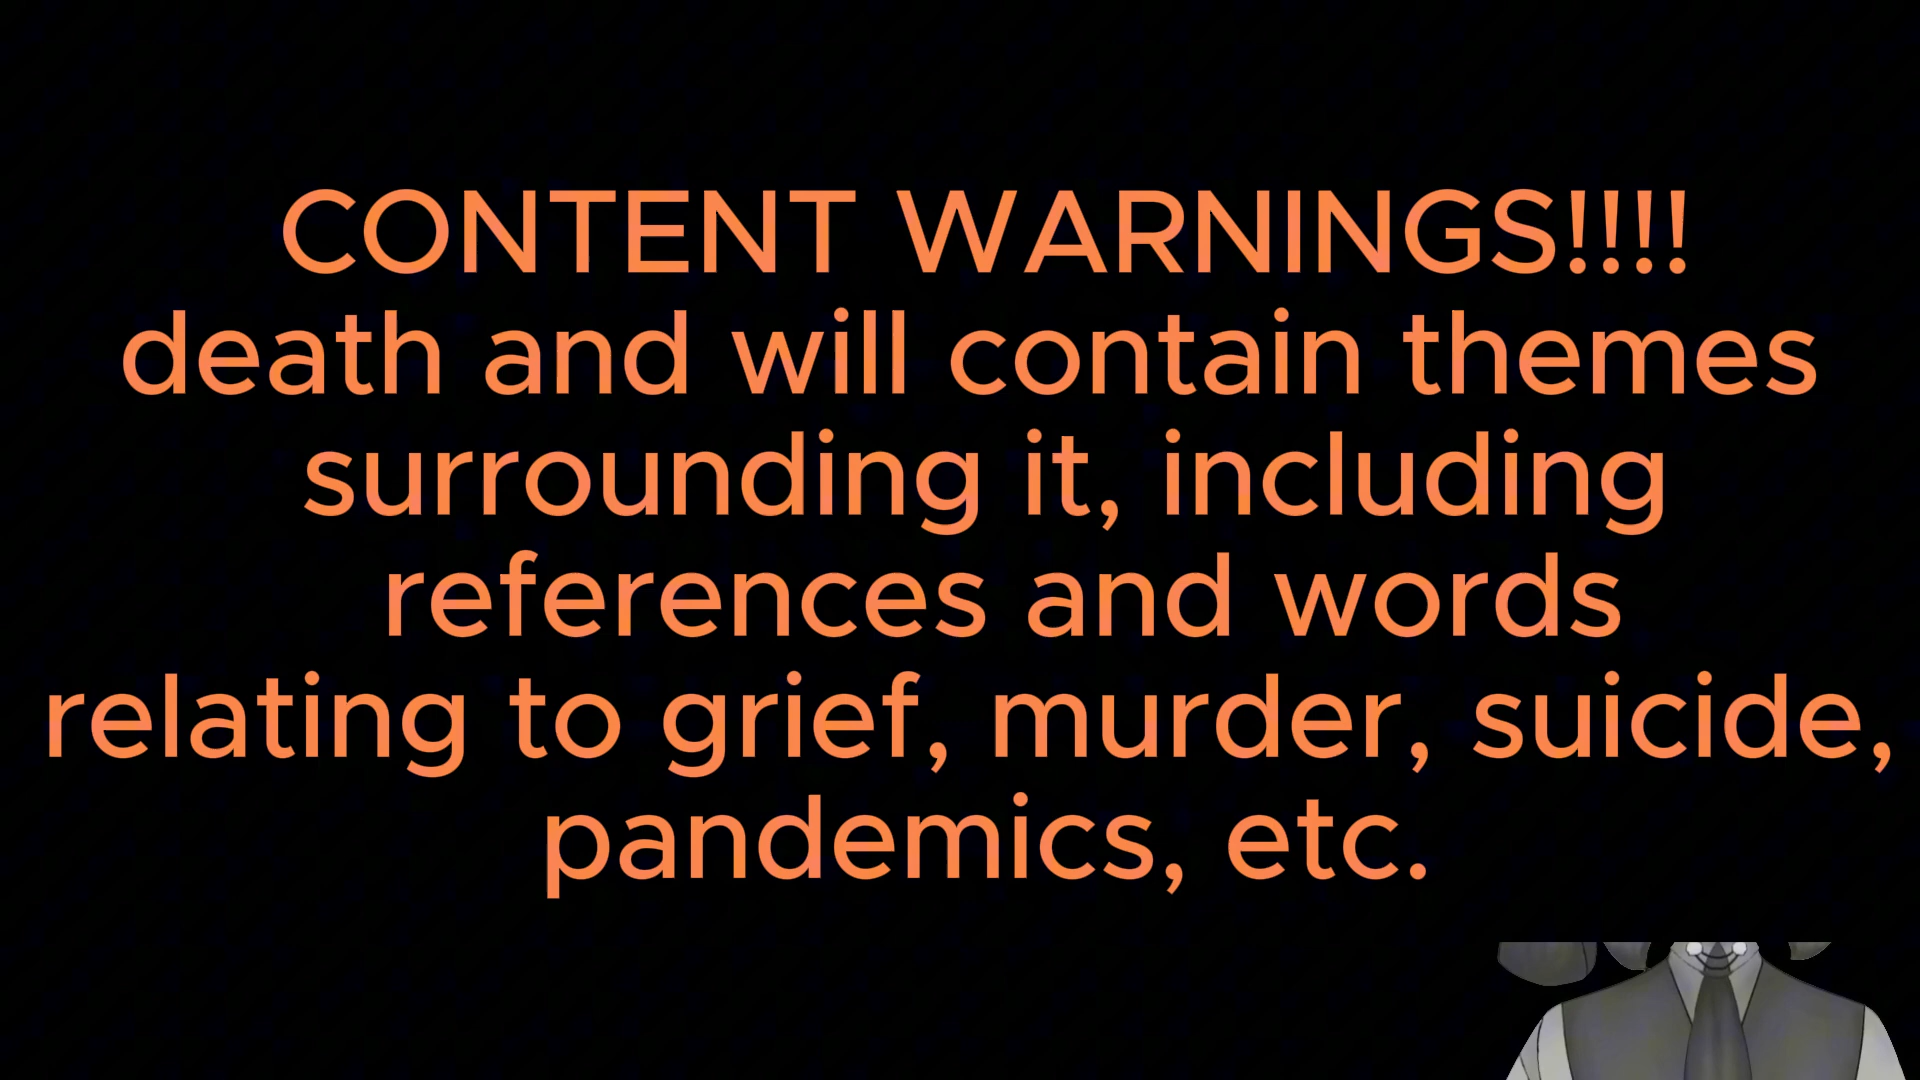 CONTENT WARNINGS!!!!
death and will contain themes
surrounding it, including
references and words
relating to grief, murder, suicide,
pandemics, etc.